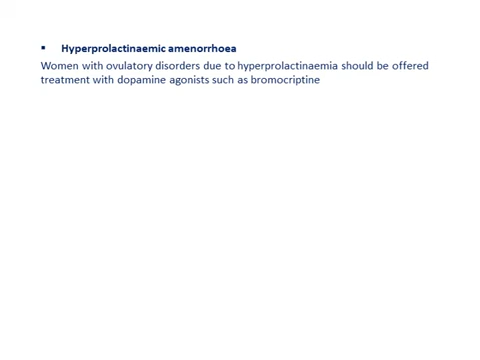 ▪ Hyperprolactinaemic amenorrhoea
Women with ovulatory disorders due to hyperprolactinaemia should be offered
treatment with dopamine agonists such as bromocriptine